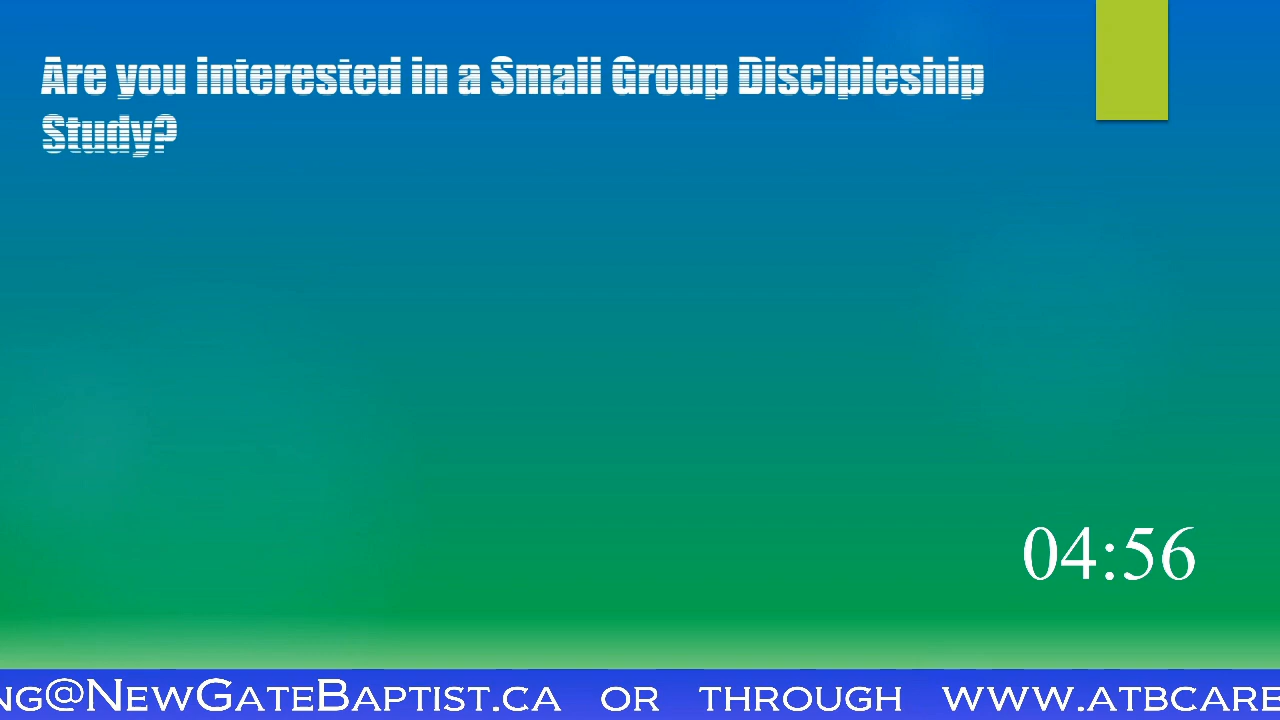 Are you interested in a Small Group Discipleship
Study?
04:56
NG@NEWGATEBAPTIST.CA OR THROUGH WWW.ATBCARE